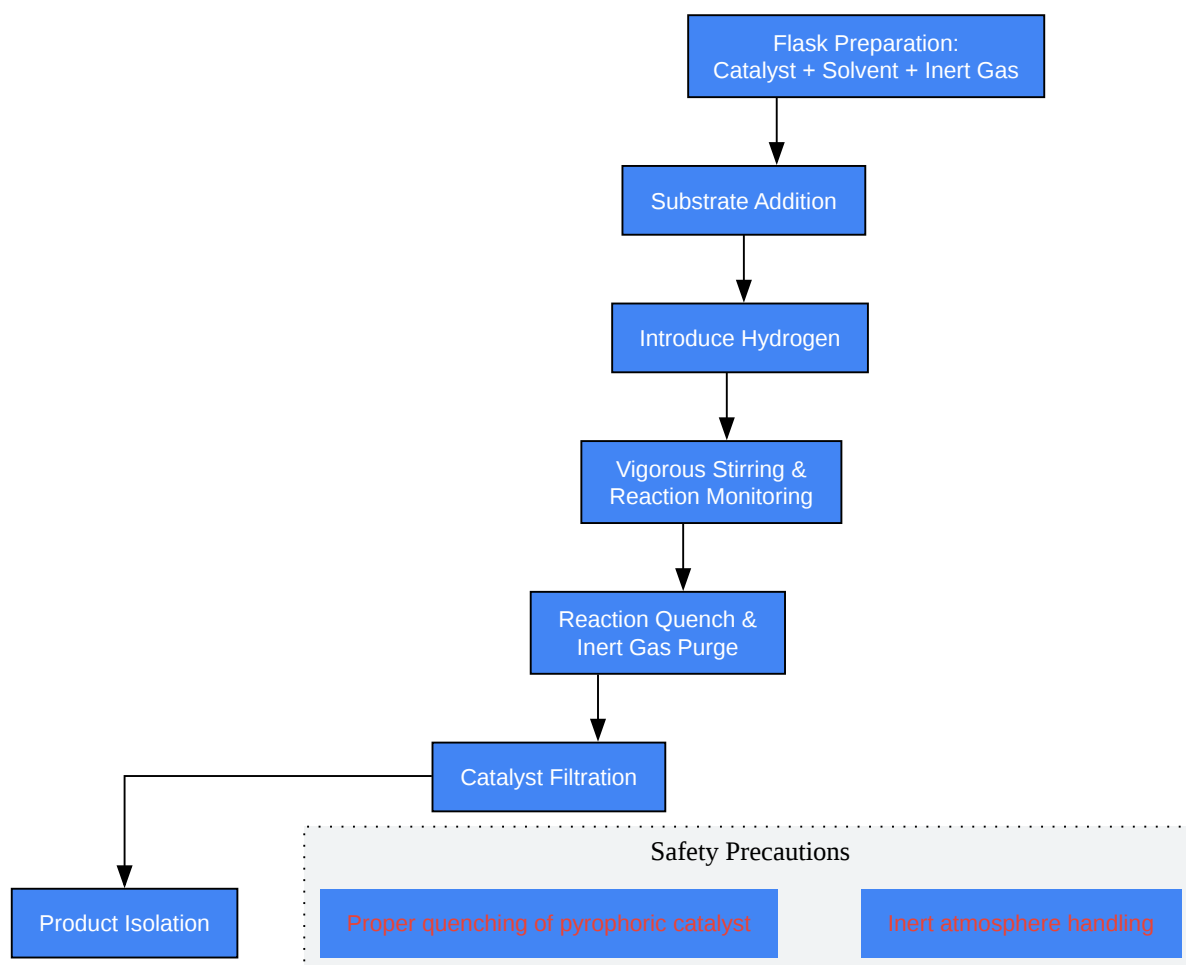 Flask Preparation:
Catalyst + Solvent + Inert Gas
Substrate Addition
Introduce Hydrogen
Vigorous Stirring &
Reaction Monitoring
Reaction Quench &
Inert Gas Purge
Catalyst Filtration
Safety Precautions
Product Isolation
Proper quenching of pyrophoric catalyst
Inert atmosphere handling